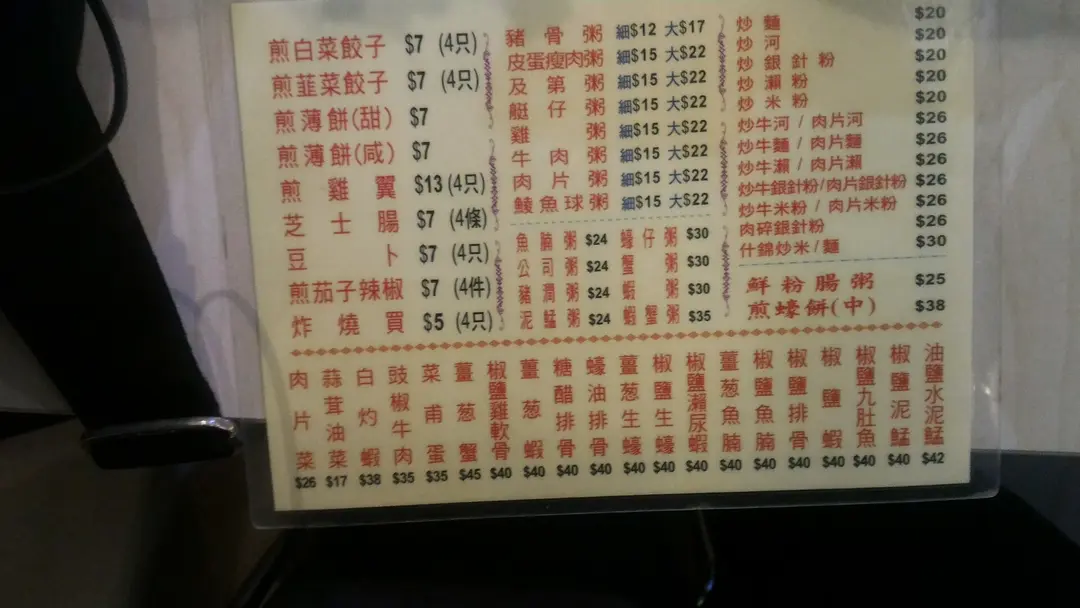 煎白菜餃子 $7 (4只)
煎韮菜餃子 $7 (4只)
煎薄餅(甜) $7
煎薄餅(咸) $7
煎雞翼 $13 (4只)
芝士腸 $7 (4條)
豆卜 $7 (4只)
煎茄子辣椒 $7 (4件)
炸燒買 $5 (4只)
豬骨粥 細$12 大$17
皮蛋瘦肉粥 細$15 大$22
及第粥 細$15 大$22
艇仔粥 細$15 大$22
雞粥 細$15 大$22
牛肉粥 細$15 大$22
肉片粥 細$15 大$22
鯪魚球粥 細$15 大$22
魚腩粥 $24 蠔仔粥 $30
公司粥 $24 蟹粥 $30
豬潤粥 $24 蝦粥 $30
泥鯭粥 $24 蝦蟹粥 $35
炒麵 $20
炒河 $20
炒銀針粉 $20
炒瀨粉 $20
炒米粉 $20
炒牛河 / 肉片河 $26
炒牛麵 / 肉片麵 $26
炒牛瀨 / 肉片瀨 $26
炒牛銀針粉/肉片銀針粉 $26
炒牛米粉 / 肉片米粉 $26
肉碎銀針粉 $26
什錦炒米/麵 $30
鮮粉腸粥 $25
煎蠔餅(中) $38
肉片菜 $26
蒜茸油菜 $17
白灼蝦 $38
豉椒牛肉 $35
菜甫蛋 $35
薑葱蟹 $45
椒鹽雞軟骨 $40
薑葱蝦 $40
糖醋排骨 $40
蠔油排骨 $40
薑葱生蠔 $40
椒鹽生蠔 $40
椒鹽瀨尿蝦 $40
薑葱魚腩 $40
椒鹽魚腩 $40
椒鹽排骨 $40
椒鹽蝦 $40
椒鹽九肚魚 $40
椒鹽泥鯭 $40
油鹽水泥鯭 $42